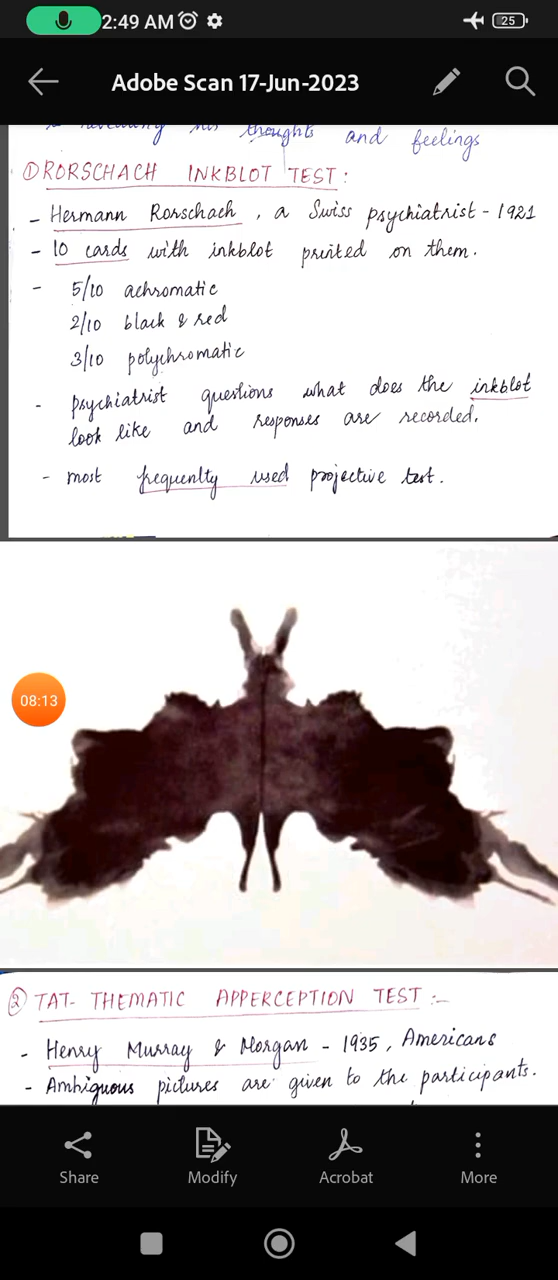 2:49 AM
25
Adobe Scan 17-Jun-2023
revealing his thoughts and feelings
① RORSCHACH INKBLOT TEST:
- Hermann Rorschach, a Swiss psychiatrist - 1921
- 10 cards with inkblot printed on them.
- 5/10 achromatic
2/10 black & red
3/10 polychromatic
- psychiatrist questions what does the inkblot
look like and responses are recorded.
- most frequenlty used projective test.
08:13
② TAT- THEMATIC APPERCEPTION TEST :-
- Henry Murray & Morgan - 1935, Americans
- Ambiguous pictures are given to the participants.
Share Modify Acrobat More